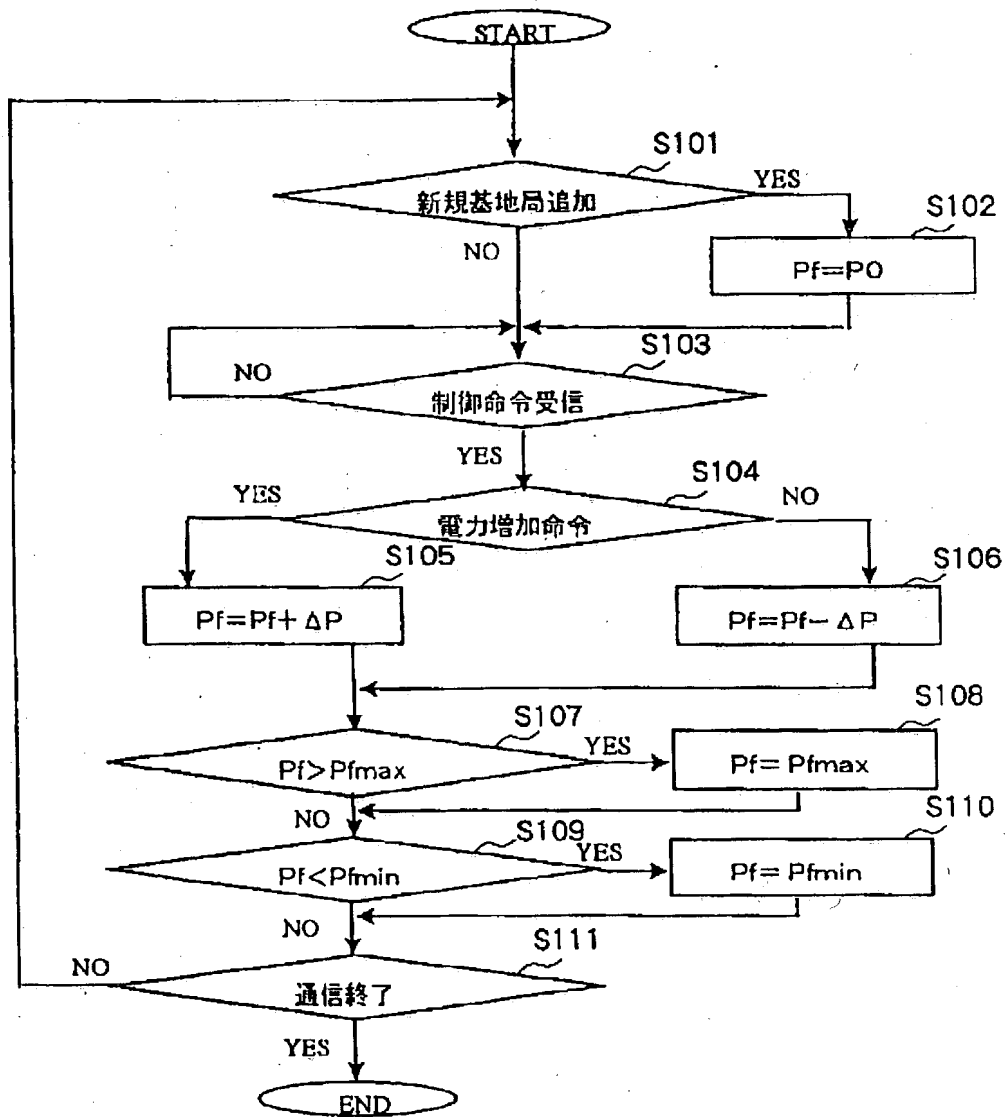 START
S101
新規基地局追加
YES
S102
NO
Pf=P0
S103
NO
制御命令受信
YES
S104
YES
電力増加命令
NO
S105
S106
Pf=Pf+ΔP
Pf=Pf-ΔP
S107
S108
Pf>Pfmax
YES
Pf=Pfmax
NO
S109
S110
Pf<Pfmin
YES
Pf=Pfmin
NO
S111
NO
通信終了
YES
END